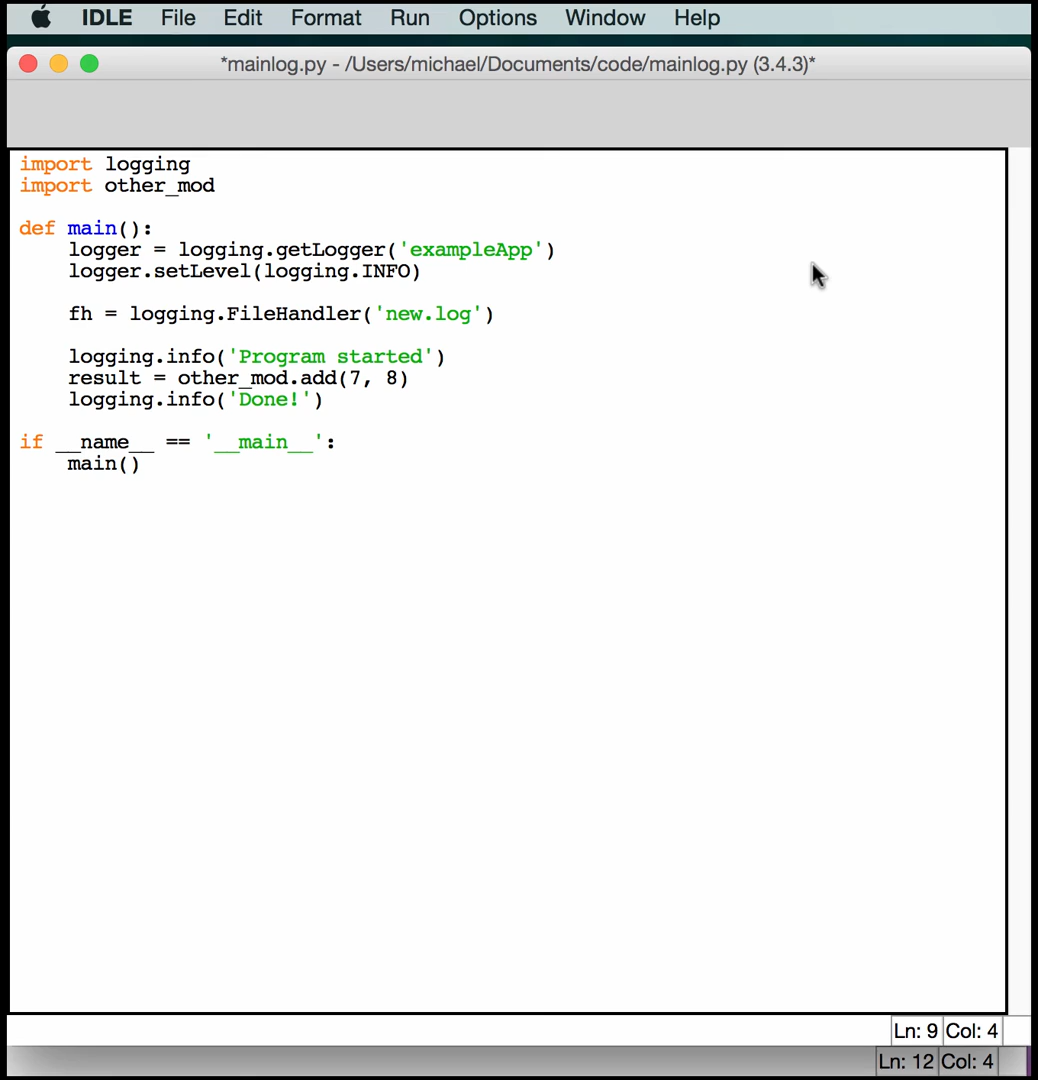 IDLE File Edit Format Run Options Window Help
*mainlog.py - /Users/michael/Documents/code/mainlog.py (3.4.3)*
import logging
import other_mod
def main():
    logger = logging.getLogger('exampleApp')
    logger.setLevel(logging.INFO)
    fh = logging.FileHandler('new.log')
    logging.info('Program started')
    result = other_mod.add(7, 8)
    logging.info('Done!')
if __name__ == '__main__':
    main()
Ln: 9 Col: 4
Ln: 12 Col: 4